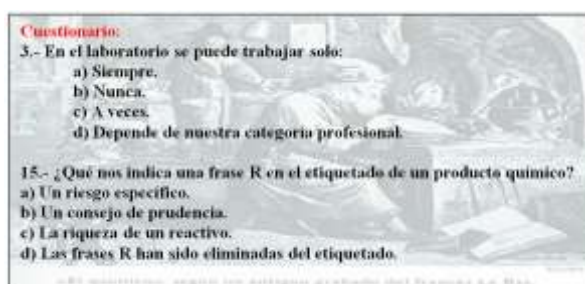 Cuestionario:
3.- En el laboratorio se puede trabajar solo:
a) Siempre.
b) Nunca.
c) A veces.
d) Depende de nuestra categoría profesional.
15.- ¿Qué nos indica una frase R en el etiquetado de un producto químico?
a) Un riesgo específico.
b) Un consejo de prudencia.
c) La riqueza de un reactivo.
d) Las frases R han sido eliminadas del etiquetado.